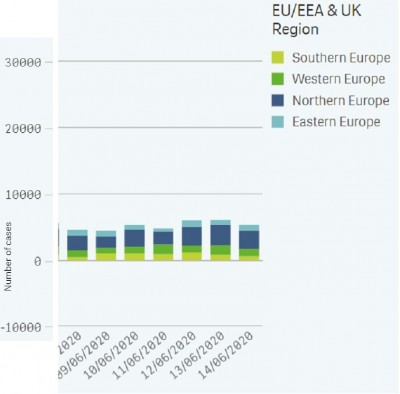 EU/EEA & UK
Region
Southern Europe
Western Europe
Northern Europe
Eastern Europe
30000
20000
10000
0
-10000
Number of cases
09/06/2020
10/06/2020
11/06/2020
12/06/2020
13/06/2020
14/06/2020